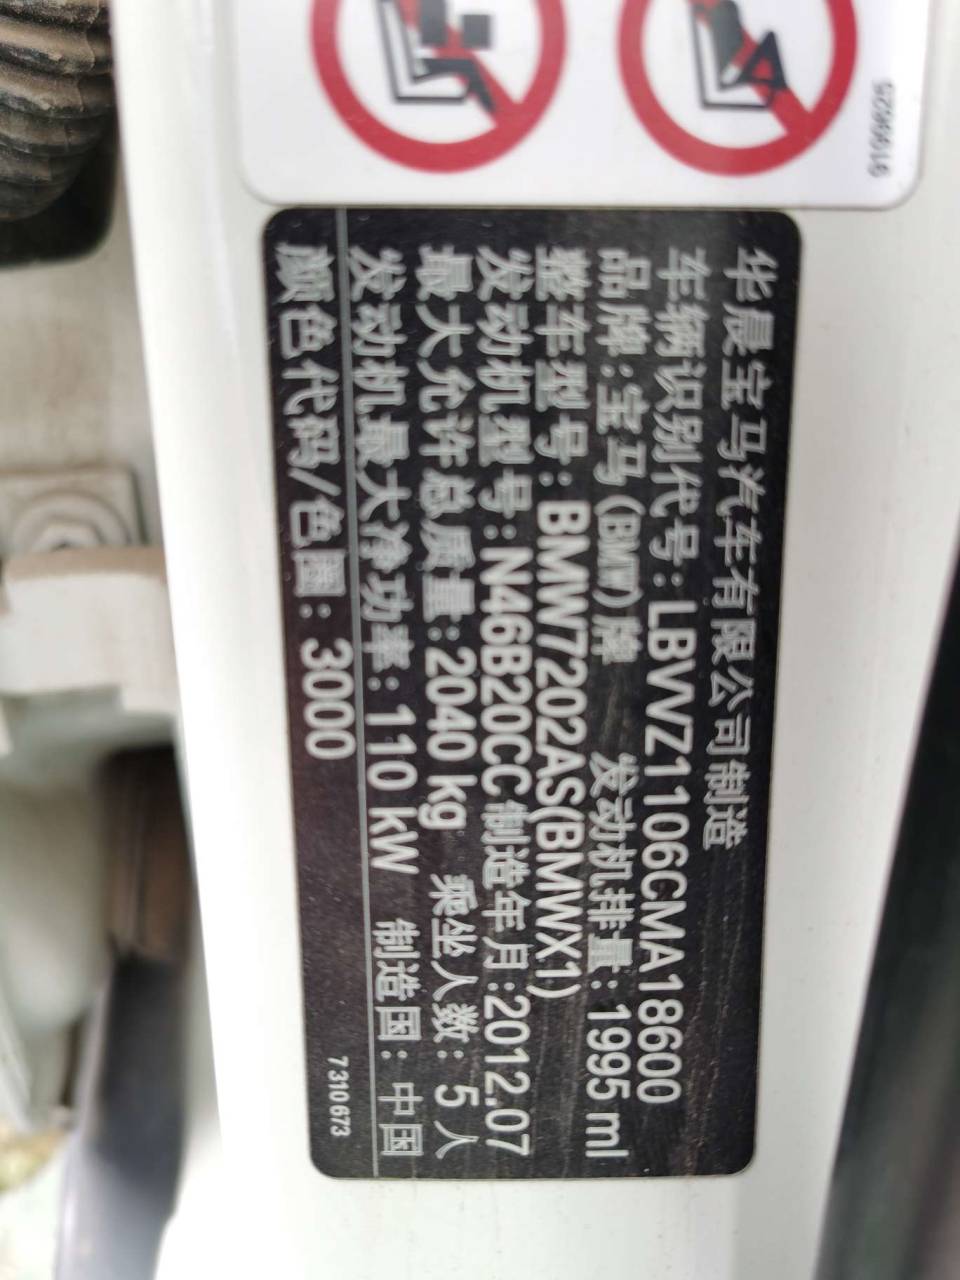 华晨宝马汽车有限公司制造
车辆识别代号:LBVVZ1106CMA18600
品牌:宝马(BMW)牌 发动机排量:1995 ml
整车型号:BMW7202AS(BMWX1)
发动机型号:N46B20CC 制造年月:2012.07
最大允许总质量:2040 kg 乘坐人数: 5 人
发动机最大净功率:110 kW 制造国: 中国
颜色代码/色圈: 3000
7310673